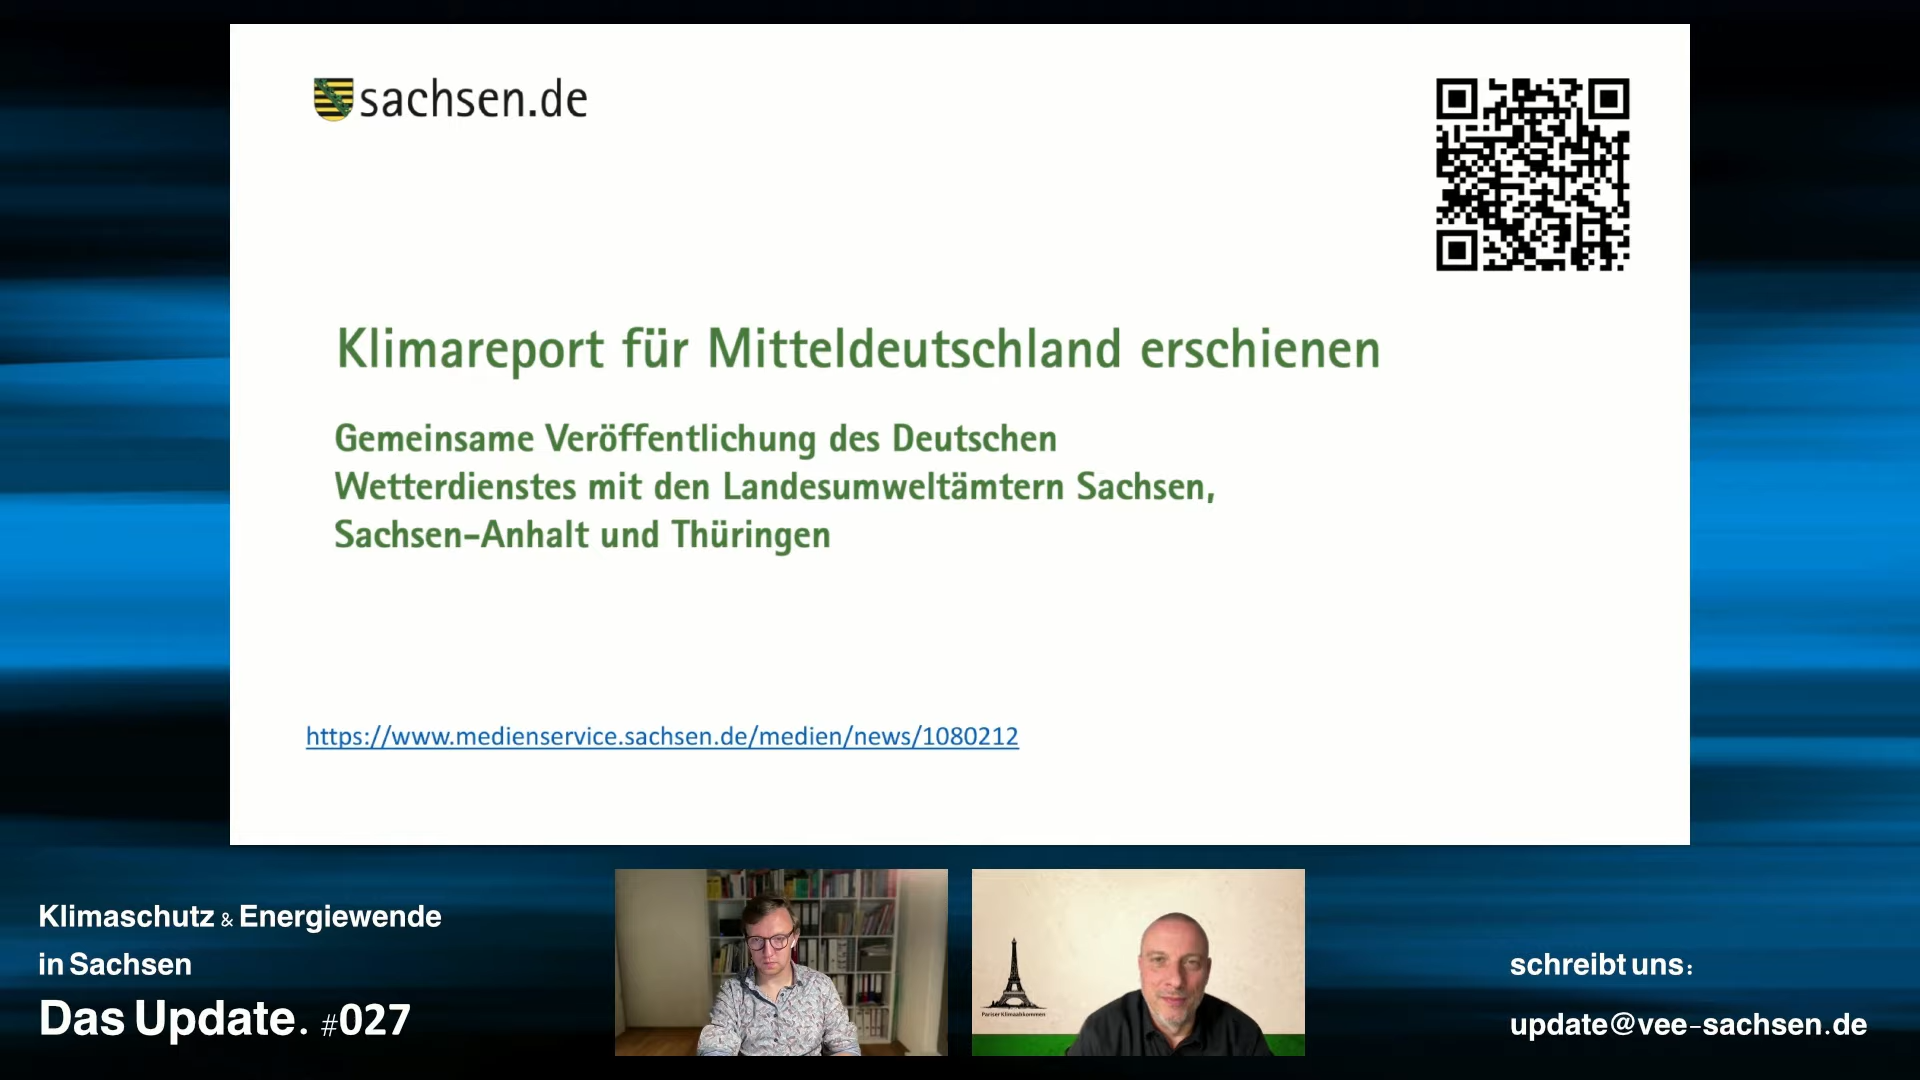 sachsen.de
Klimareport für Mitteldeutschland erschienen
Gemeinsame Veröffentlichung des Deutschen
Wetterdienstes mit den Landesumweltämtern Sachsen,
Sachsen-Anhalt und Thüringen
https://www.medienservice.sachsen.de/medien/news/1080212
Klimaschutz & Energiewende
in Sachsen
Das Update. #027
Pariser Klimaabkommen
schreibt uns:
update@vee-sachsen.de